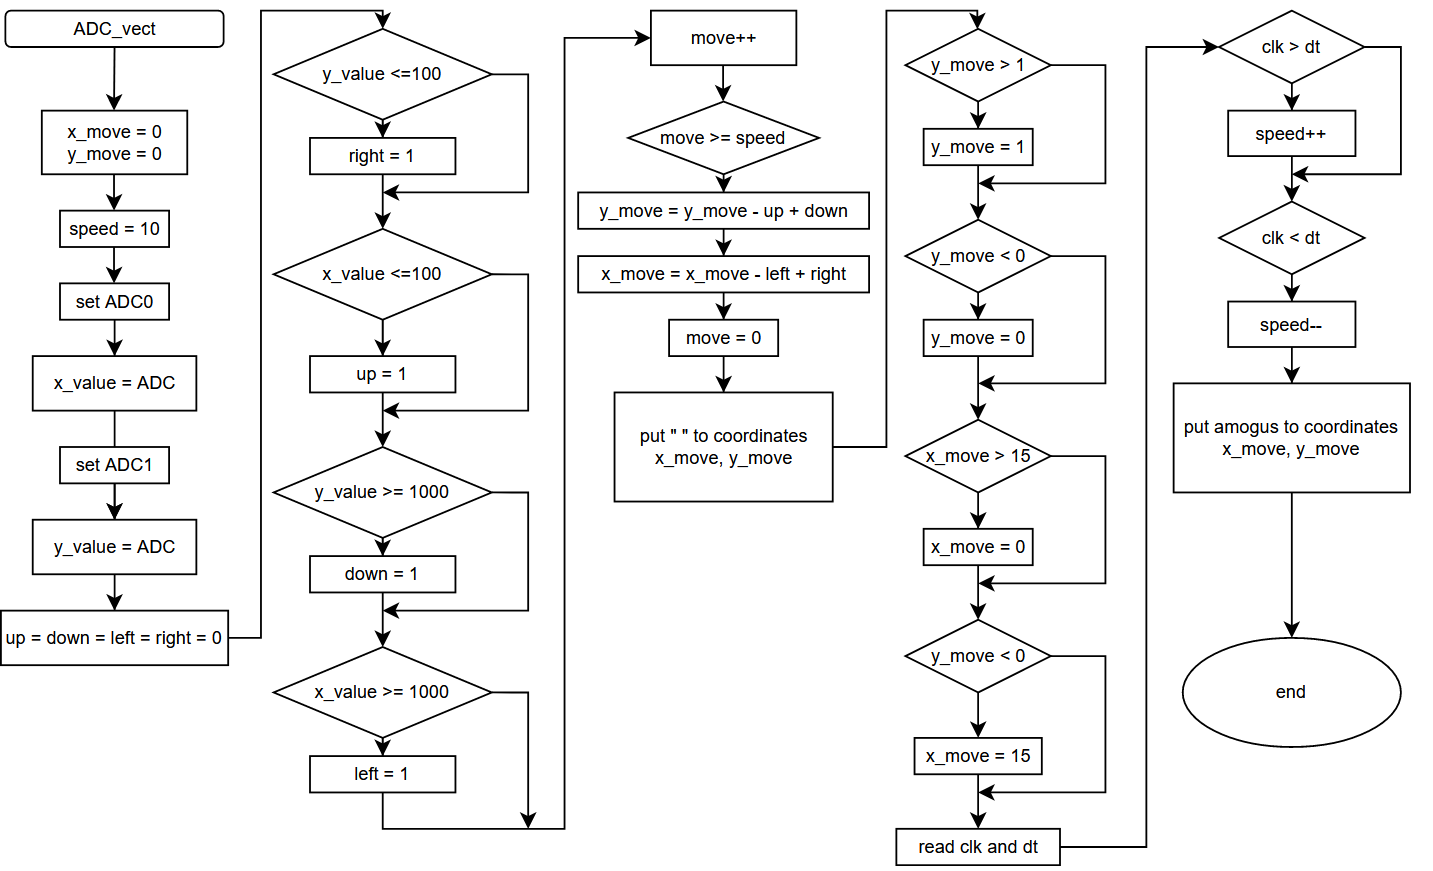 ADC_vect
x_move = 0
y_move = 0
speed = 10
set ADC0
x_value = ADC
set ADC1
y_value = ADC
up = down = left = right = 0
y_value <=100
right = 1
x_value <=100
up = 1
y_value >= 1000
down = 1
x_value >= 1000
left = 1
move++
move >= speed
y_move = y_move - up + down
x_move = x_move - left + right
move = 0
put " " to coordinates
x_move, y_move
y_move > 1
y_move = 1
y_move < 0
y_move = 0
x_move > 15
x_move = 0
y_move < 0
x_move = 15
read clk and dt
clk > dt
speed++
clk < dt
speed--
put amogus to coordinates
x_move, y_move
end